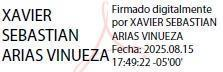 XAVIER
SEBASTIAN
ARIAS VINUEZA
Firmado digitalmente
por XAVIER SEBASTIAN
ARIAS VINUEZA
Fecha: 2025.08.15
17:49:22 -05'00'